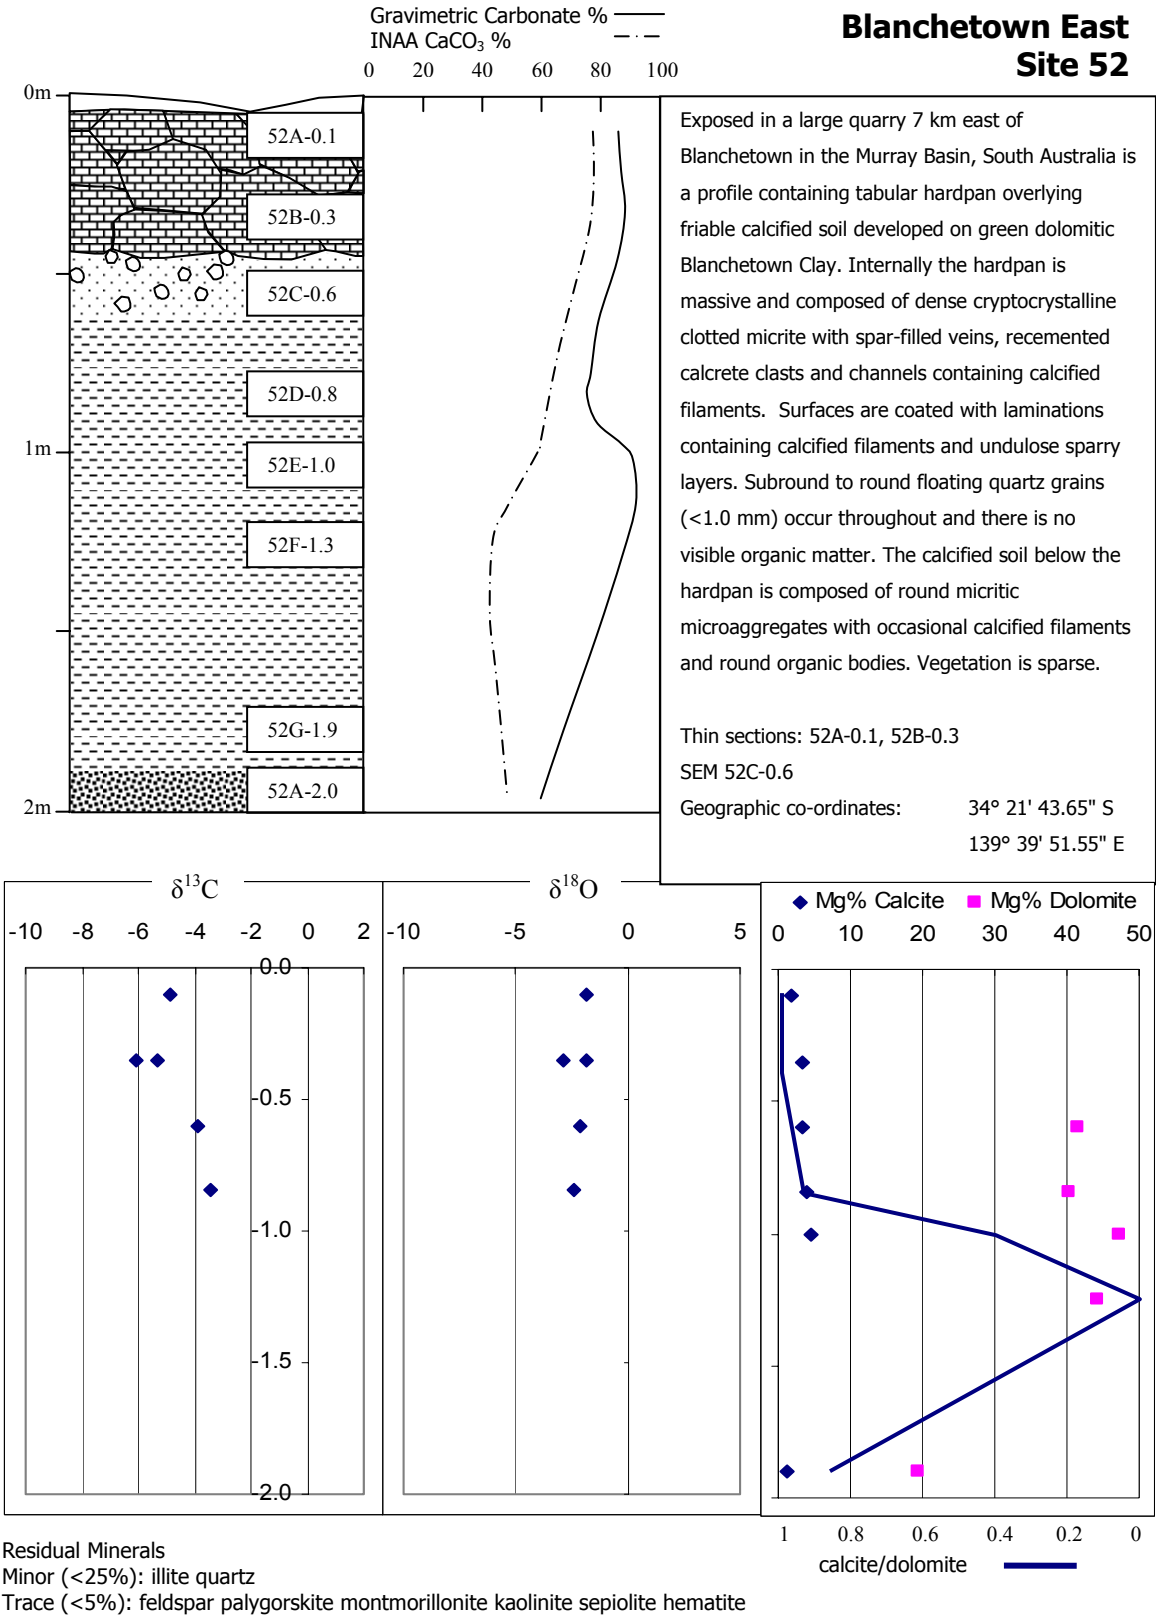 Gravimetric Carbonate %
INAA CaCO₃ %
0 20 40 60 80 100
Blanchetown East
Site 52
0m
1m
2m
52A-0.1
52B-0.3
52C-0.6
52D-0.8
52E-1.0
52F-1.3
52G-1.9
52A-2.0
Exposed in a large quarry 7 km east of
Blanchetown in the Murray Basin, South Australia is
a profile containing tabular hardpan overlying
friable calcified soil developed on green dolomitic
Blanchetown Clay. Internally the hardpan is
massive and composed of dense cryptocrystalline
clotted micrite with spar-filled veins, recemented
calcrete clasts and channels containing calcified
filaments. Surfaces are coated with laminations
containing calcified filaments and undulose sparry
layers. Subround to round floating quartz grains
(<1.0 mm) occur throughout and there is no
visible organic matter. The calcified soil below the
hardpan is composed of round micritic
microaggregates with occasional calcified filaments
and round organic bodies. Vegetation is sparse.
Thin sections: 52A-0.1, 52B-0.3
SEM 52C-0.6
Geographic co-ordinates: 34° 21' 43.65" S
139° 39' 51.55" E
δ¹³C
-10 -8 -6 -4 -2 0 2
0.0
-0.5
-1.0
-1.5
-2.0
δ¹⁸O
-10 -5 0 5
Mg% Calcite Mg% Dolomite
0 10 20 30 40 50
1 0.8 0.6 0.4 0.2 0
calcite/dolomite
Residual Minerals
Minor (<25%): illite quartz
Trace (<5%): feldspar palygorskite montmorillonite kaolinite sepiolite hematite